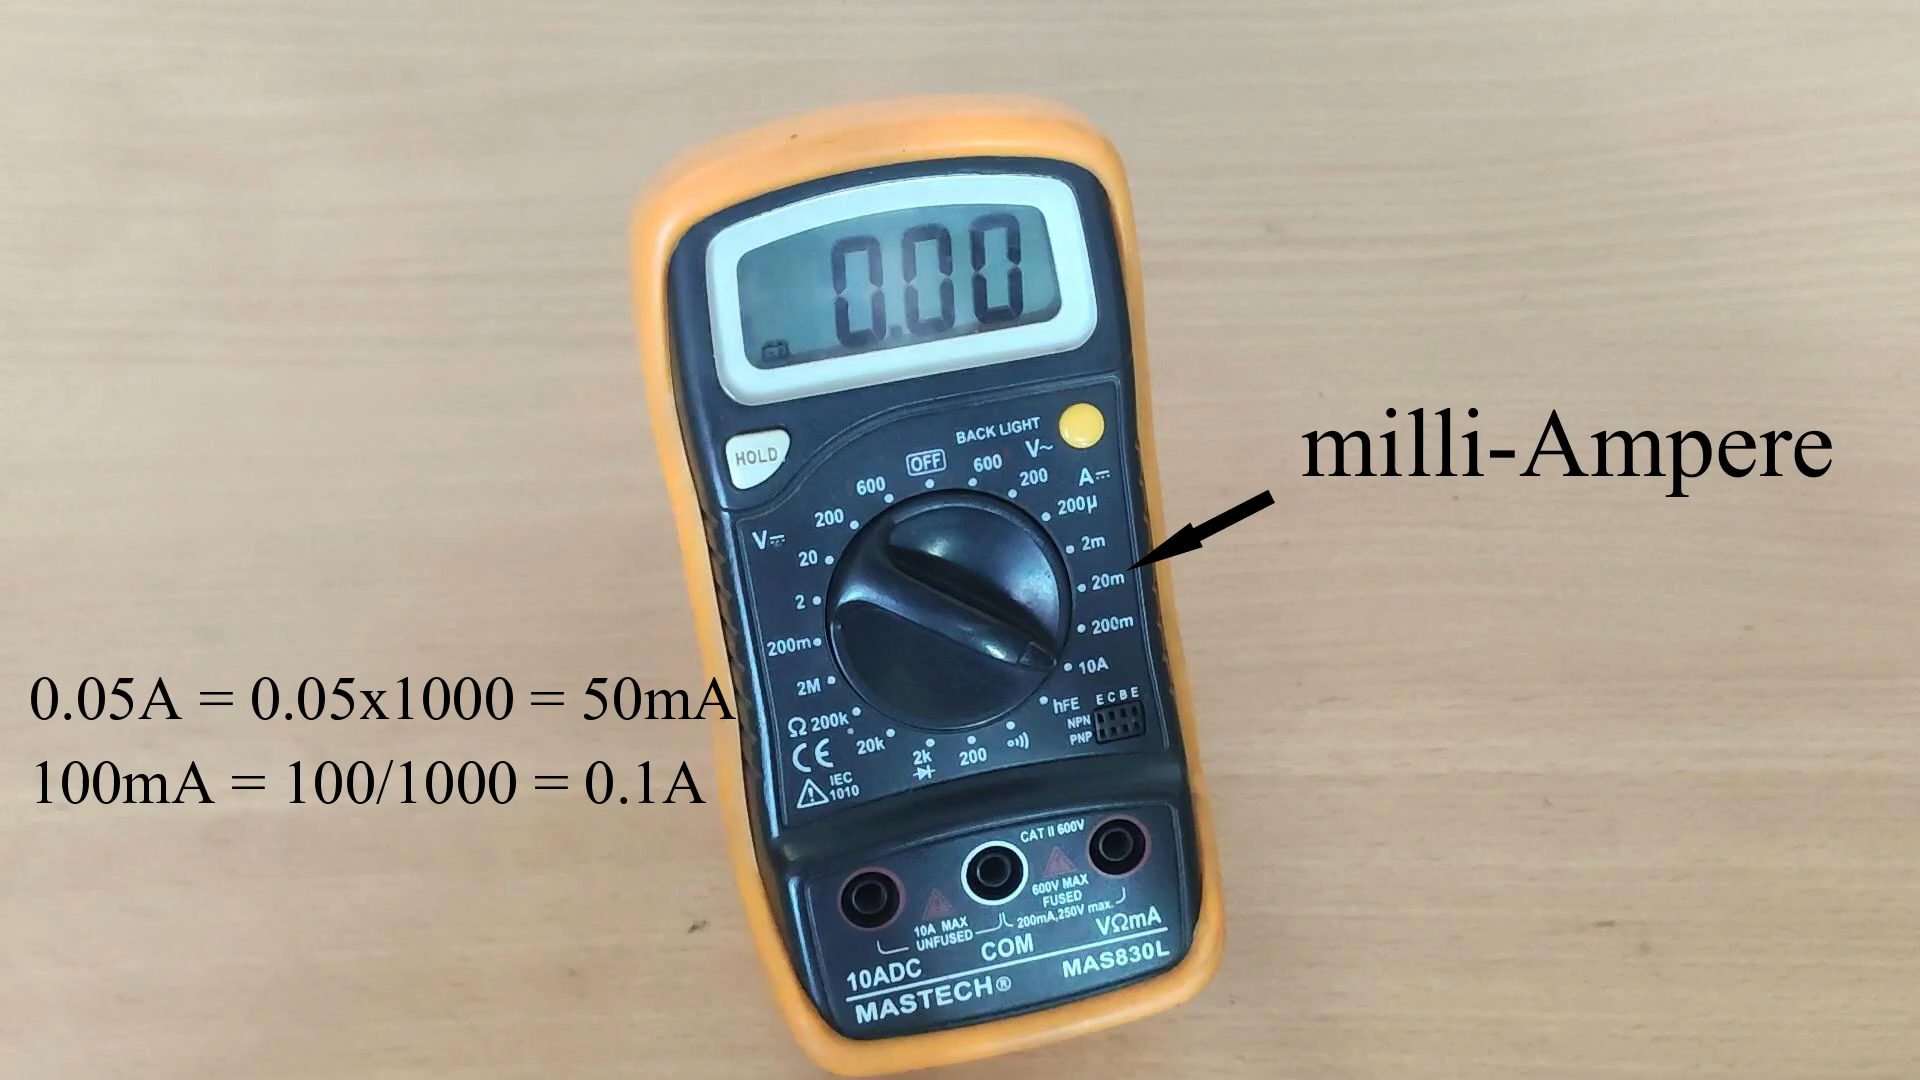 0.00
HOLD
BACK LIGHT
OFF
600
V~
200
A⎓
200µ
2m
20m
200m
10A
hFE
E C B E
NPN
PNP
600
200
V⎓
20
2
200m
2M
Ω 200k
20k
2k
200
CE
IEC
1010
milli-Ampere
0.05A = 0.05x1000 = 50mA
100mA = 100/1000 = 0.1A
CAT II 600V
10A MAX
UNFUSED
600V MAX
FUSED
200mA,250V max.
10ADC
COM
VΩmA
MASTECH®
MAS830L